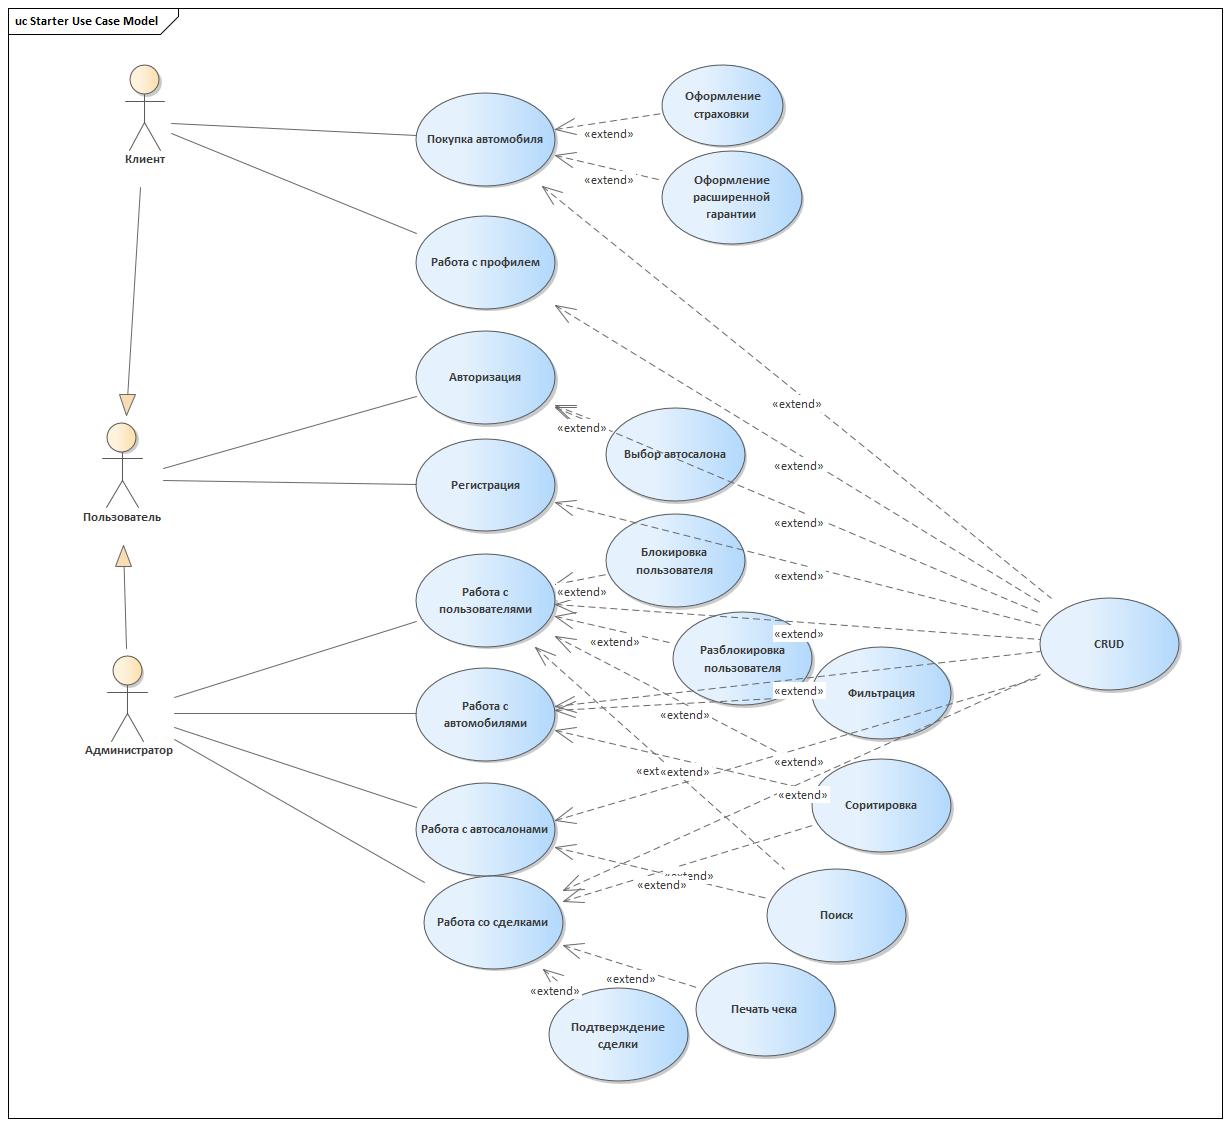 uc Starter Use Case Model
Клиент
Покупка автомобиля
Оформление
страховки
«extend»
Оформление
расширенной
гарантии
«extend»
Работа с профилем
Авторизация
«extend»
«extend»
Выбор автосалона
«extend»
Регистрация
«extend»
Пользователь
Блокировка
пользователя
«extend»
Работа с
пользователями
«extend»
«extend»
«extend»
Разблокировка
пользователя
CRUD
Администратор
Работа с
автомобилями
«extend»
«extend»
Фильтрация
«extend»
«ext
«extend»
«extend»
Соритировка
Работа с автосалонами
«extend»
Поиск
Работа со сделками
«extend»
«extend»
Печать чека
Подтверждение
сделки